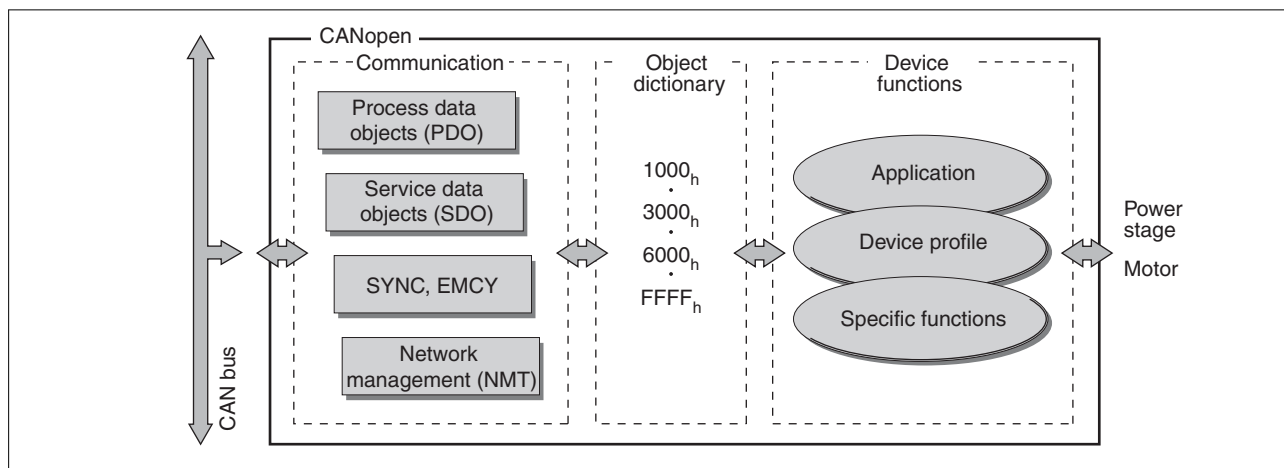 CANopen
Communication
Process data
objects (PDO)
Service data
objects (SDO)
SYNC, EMCY
Network
management (NMT)
Object
dictionary
1000h
3000h
6000h
FFFFh
Device
functions
Application
Device profile
Specific functions
Power
stage
Motor
CAN bus